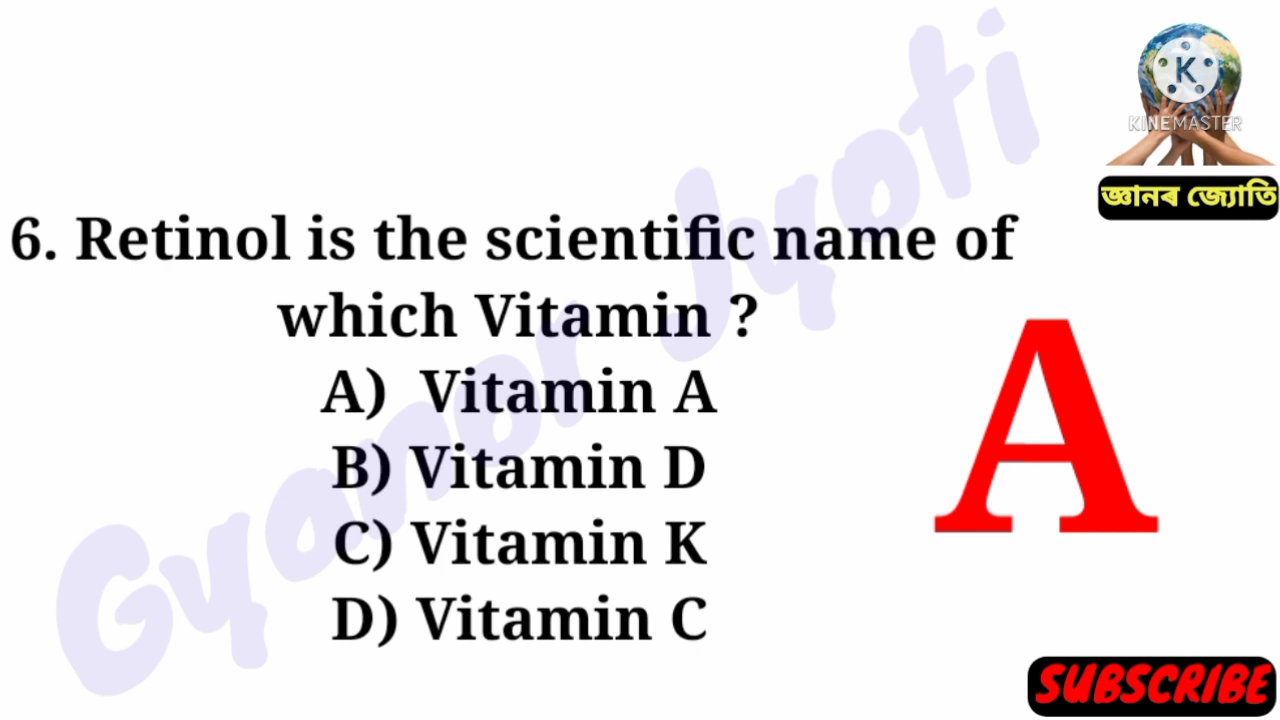 K
KINEMASTER
জ্ঞানৰ জ্যোতি
6. Retinol is the scientific name of
which Vitamin ?
A) Vitamin A
B) Vitamin D
C) Vitamin K
D) Vitamin C
A
Gyanor Jyoti
SUBSCRIBE